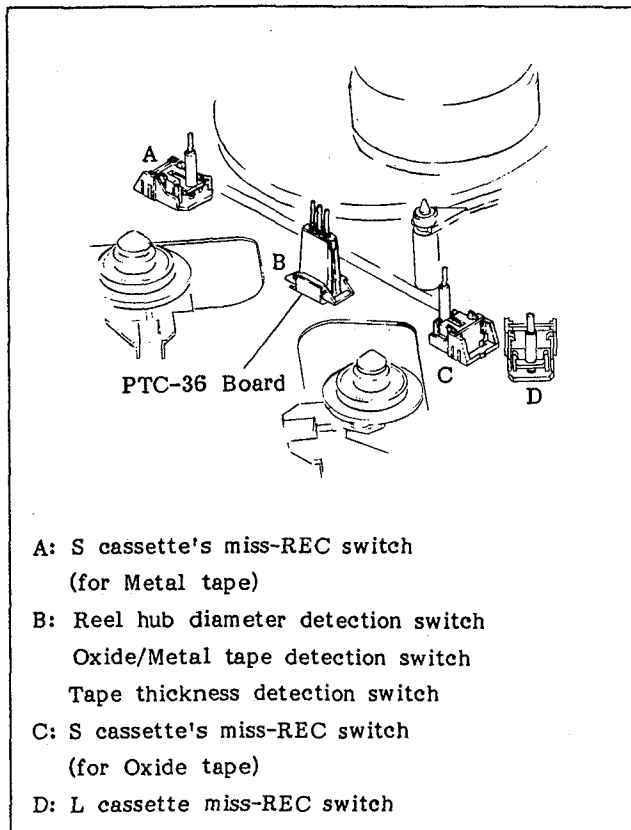 A
B
PTC-36 Board
C
D
A: S cassette's miss-REC switch
(for Metal tape)
B: Reel hub diameter detection switch
Oxide/Metal tape detection switch
Tape thickness detection switch
C: S cassette's miss-REC switch
(for Oxide tape)
D: L cassette miss-REC switch